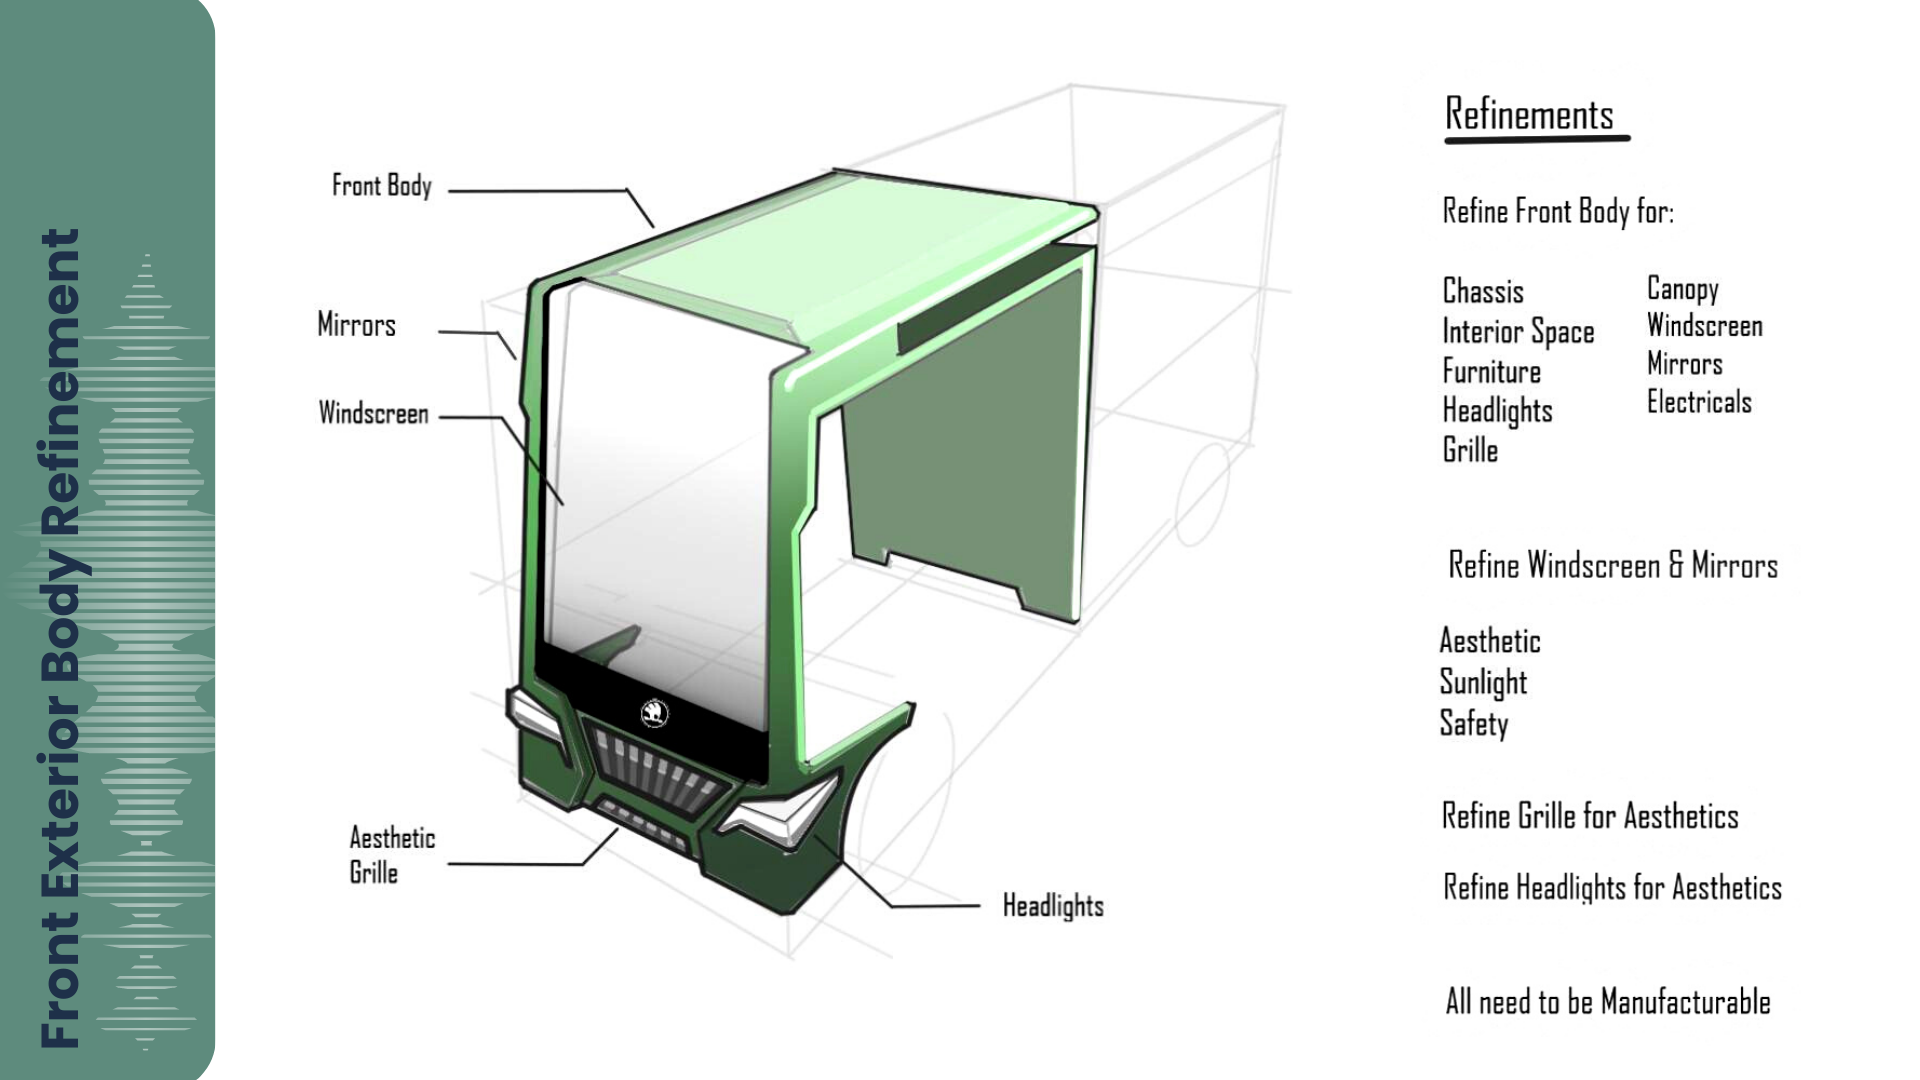 Front Exterior Body Refinement
Front Body
Mirrors
Windscreen
Aesthetic
Grille
Headlights
Refinements
Refine Front Body for:
Chassis
Interior Space
Furniture
Headlights
Grille
Canopy
Windscreen
Mirrors
Electricals
Refine Windscreen & Mirrors
Aesthetic
Sunlight
Safety
Refine Grille for Aesthetics
Refine Headlights for Aesthetics
All need to be Manufacturable